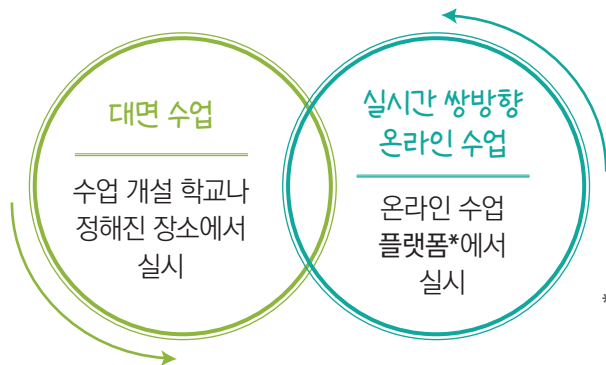 대면 수업
수업 개설 학교나
정해진 장소에서
실시
실시간 쌍방향
온라인 수업
온라인 수업
플랫폼*에서
실시
*